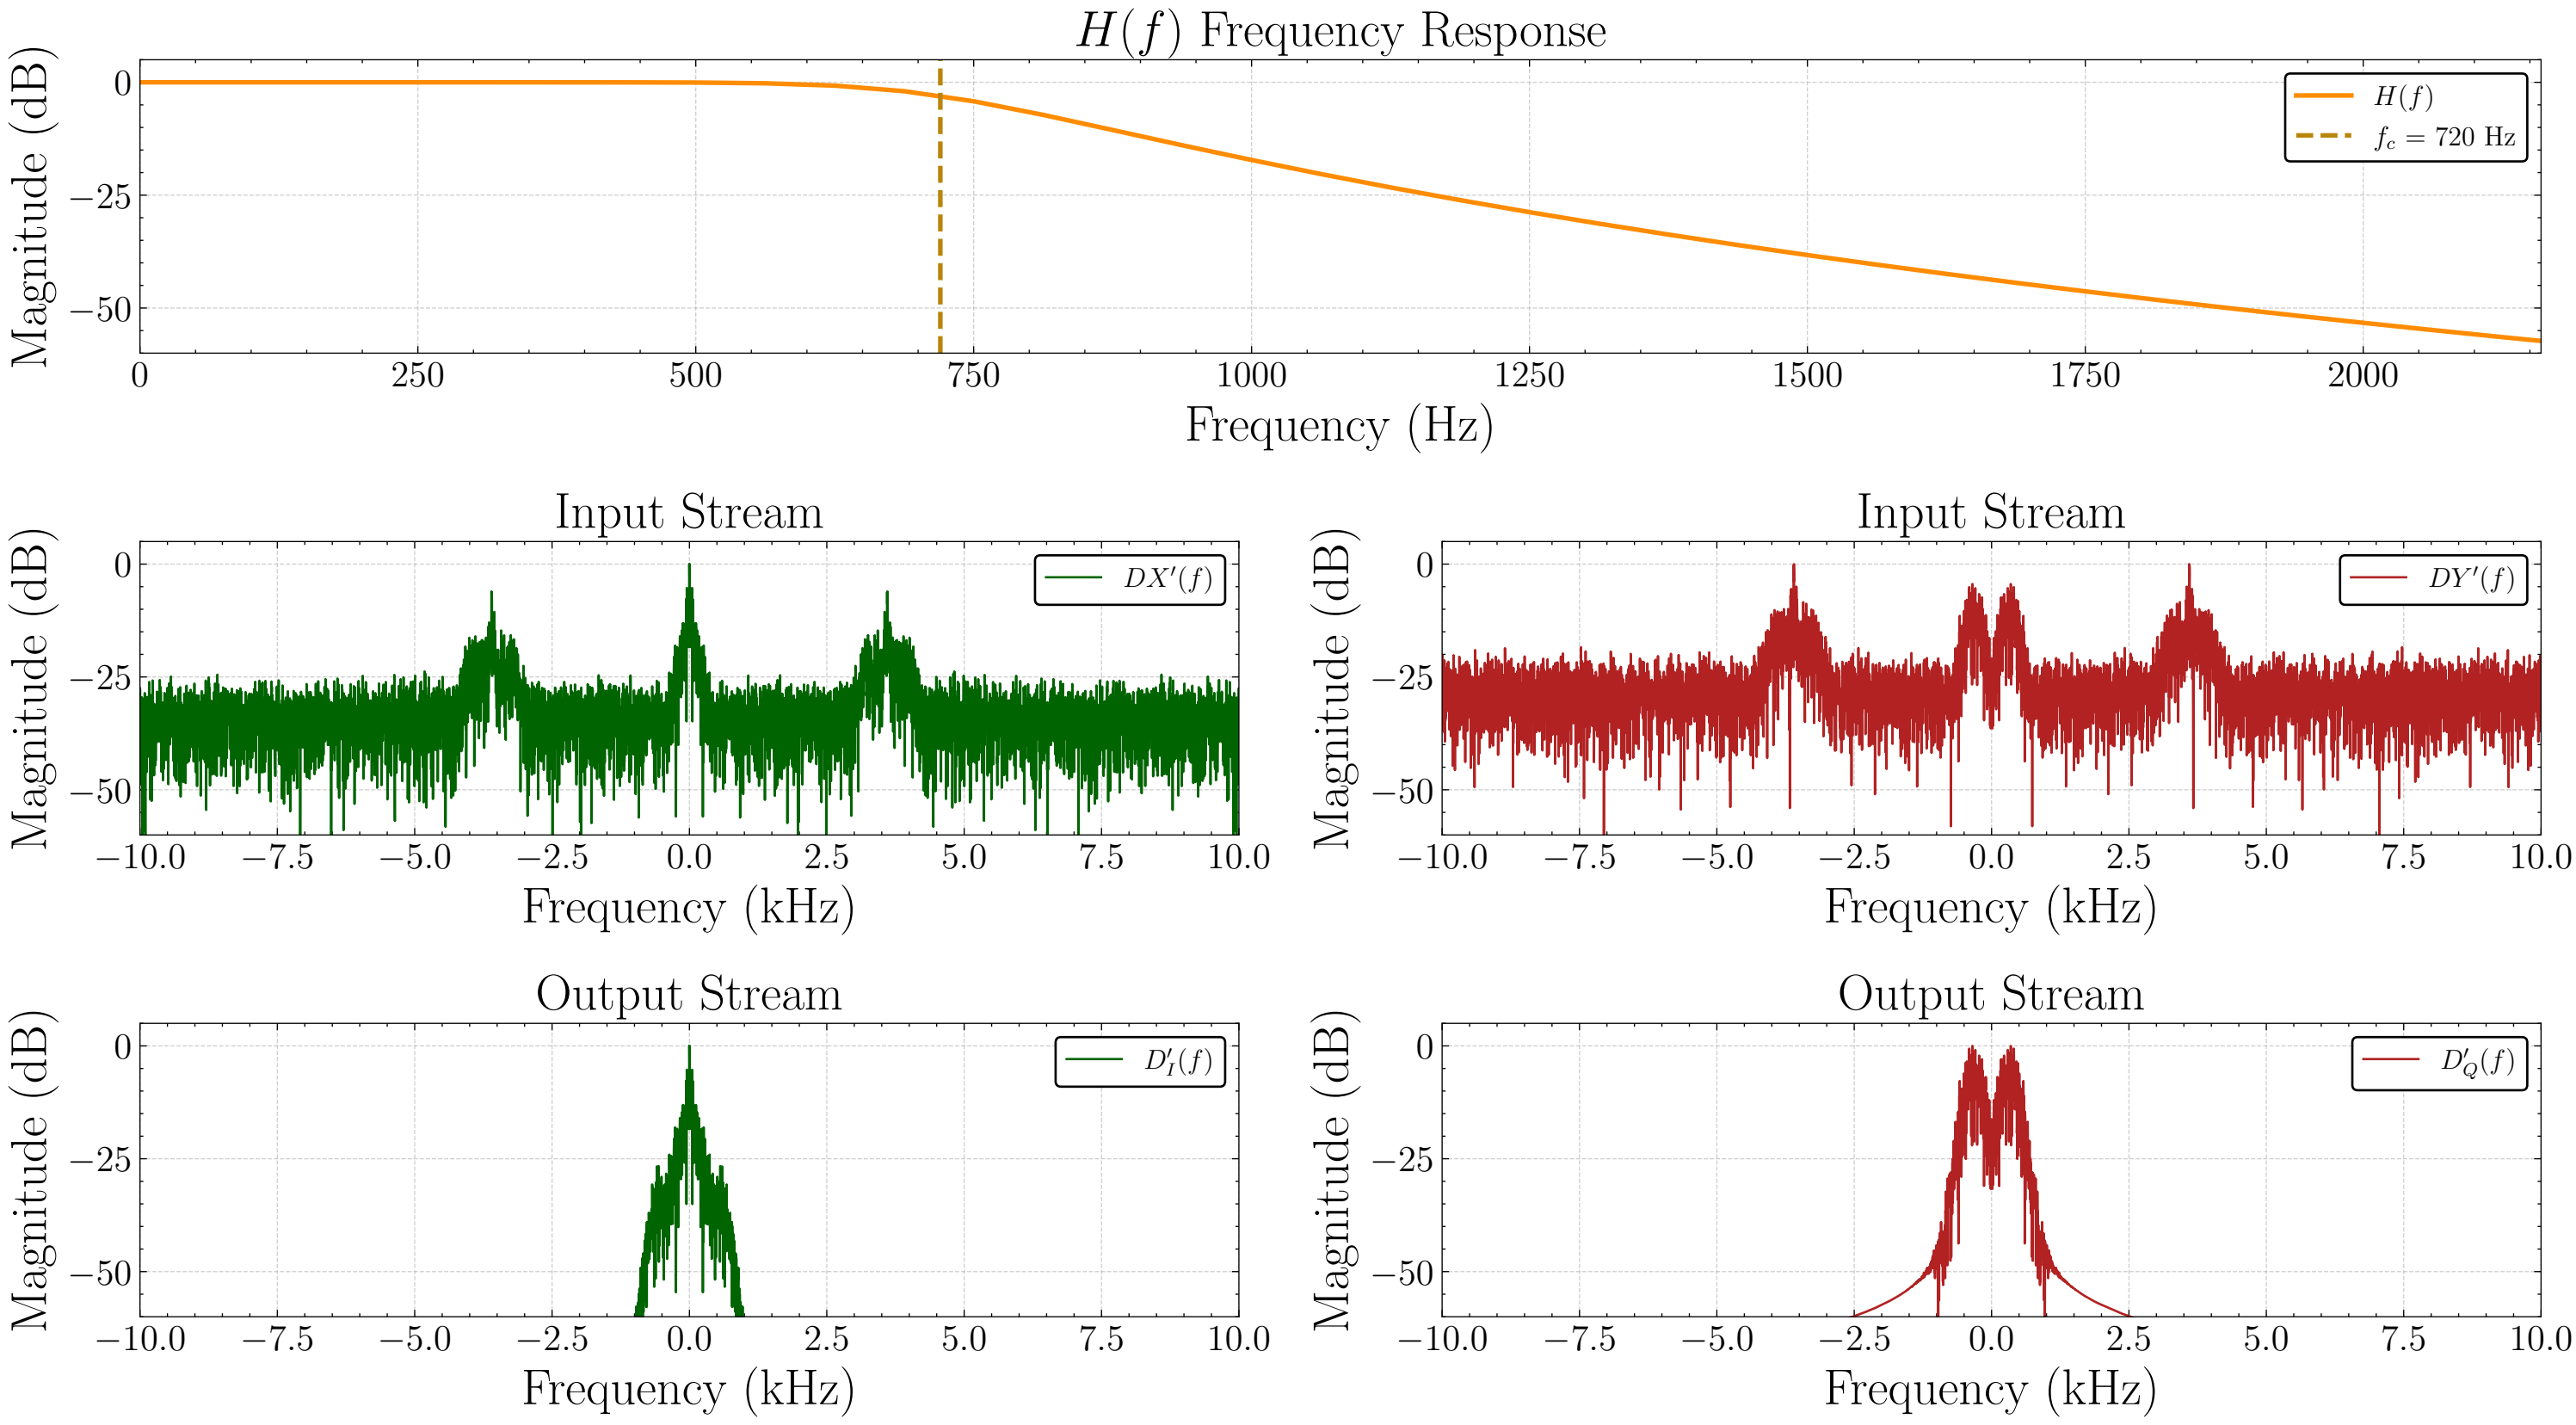 H(f) Frequency Response
Magnitude (dB)
0
−25
−50
H(f)
f_c = 720 Hz
0 250 500 750 1000 1250 1500 1750 2000
Frequency (Hz)
Input Stream
Magnitude (dB)
0
−25
−50
DX′(f)
−10.0 −7.5 −5.0 −2.5 0.0 2.5 5.0 7.5 10.0
Frequency (kHz)
Input Stream
Magnitude (dB)
0
−25
−50
DY′(f)
−10.0 −7.5 −5.0 −2.5 0.0 2.5 5.0 7.5 10.0
Frequency (kHz)
Output Stream
Magnitude (dB)
0
−25
−50
D′_I(f)
−10.0 −7.5 −5.0 −2.5 0.0 2.5 5.0 7.5 10.0
Frequency (kHz)
Output Stream
Magnitude (dB)
0
−25
−50
D′_Q(f)
−10.0 −7.5 −5.0 −2.5 0.0 2.5 5.0 7.5 10.0
Frequency (kHz)